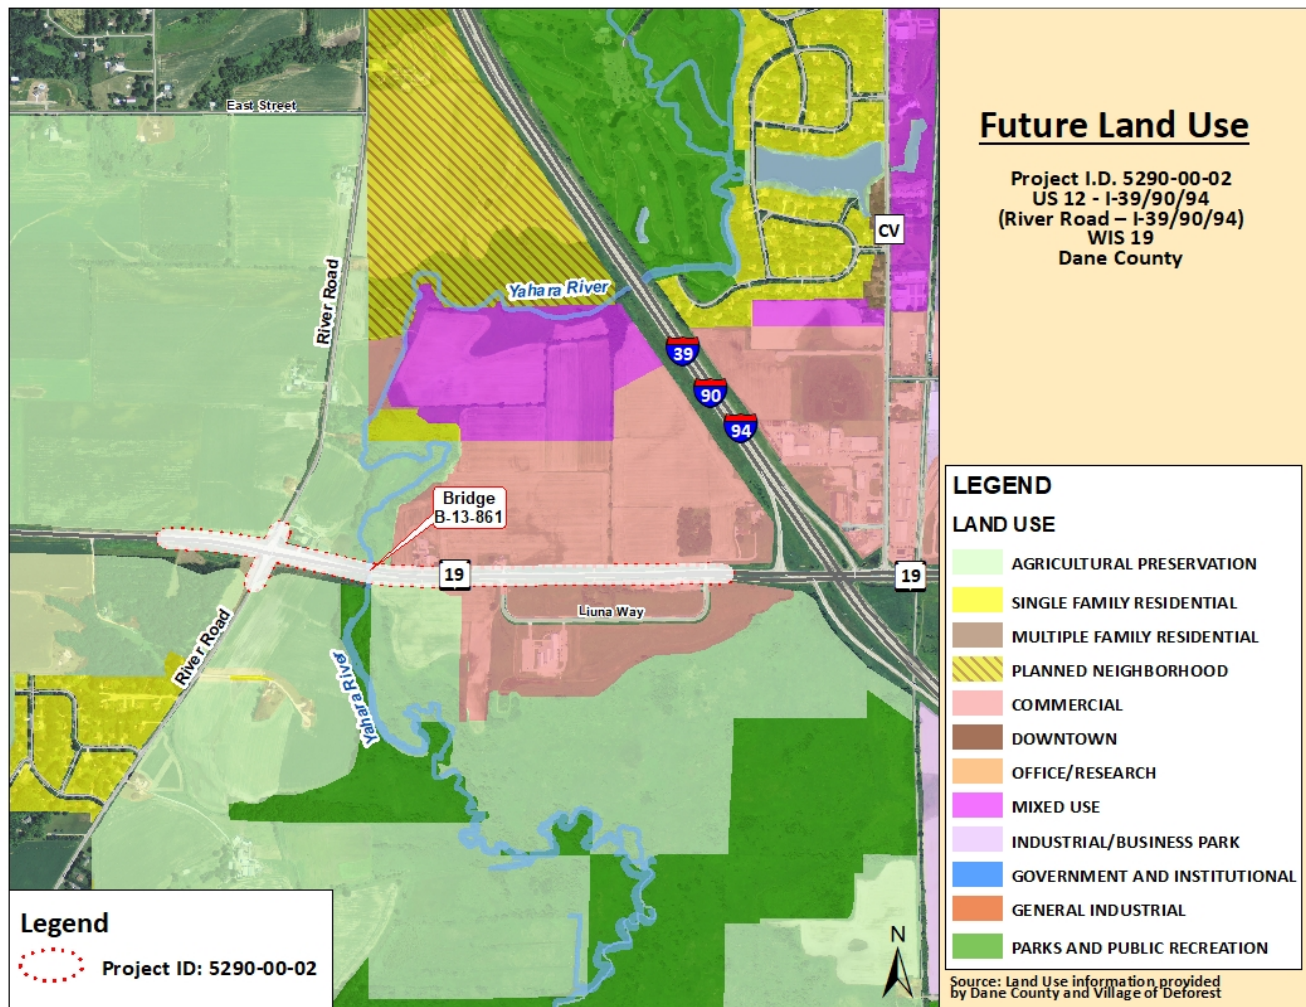 East Street
River Road
Yahara River
CV
39
90
94
Bridge
B-13-861
19
19
Liuna Way
River Road
Yahara River
N
Legend
Project ID: 5290-00-02
Future Land Use
Project I.D. 5290-00-02
US 12 - I-39/90/94
(River Road – I-39/90/94)
WIS 19
Dane County
LEGEND
LAND USE
AGRICULTURAL PRESERVATION
SINGLE FAMILY RESIDENTIAL
MULTIPLE FAMILY RESIDENTIAL
PLANNED NEIGHBORHOOD
COMMERCIAL
DOWNTOWN
OFFICE/RESEARCH
MIXED USE
INDUSTRIAL/BUSINESS PARK
GOVERNMENT AND INSTITUTIONAL
GENERAL INDUSTRIAL
PARKS AND PUBLIC RECREATION
Source: Land Use information provided
by Dane County and Village of Deforest